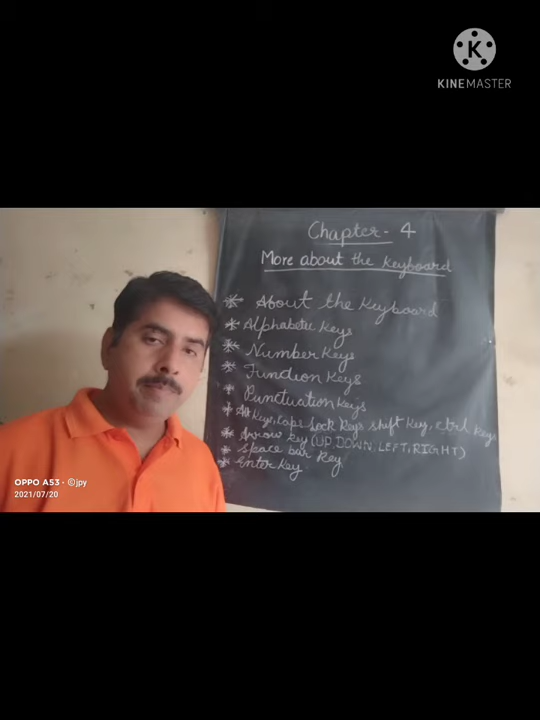 KINEMASTER
Chapter - 4
More about the Keyboard
* About the Keyboard
* Alphabetic Keys
* Number Keys
* Function Keys
* Punctuation Keys
* Alt Keys, Caps Lock Keys shift Key, ctrl Keys
* Arrow Key (UP, DOWN, LEFT, RIGHT)
* Space bar Key
* Enter Key
OPPO A53 · ©jpy
2021/07/20